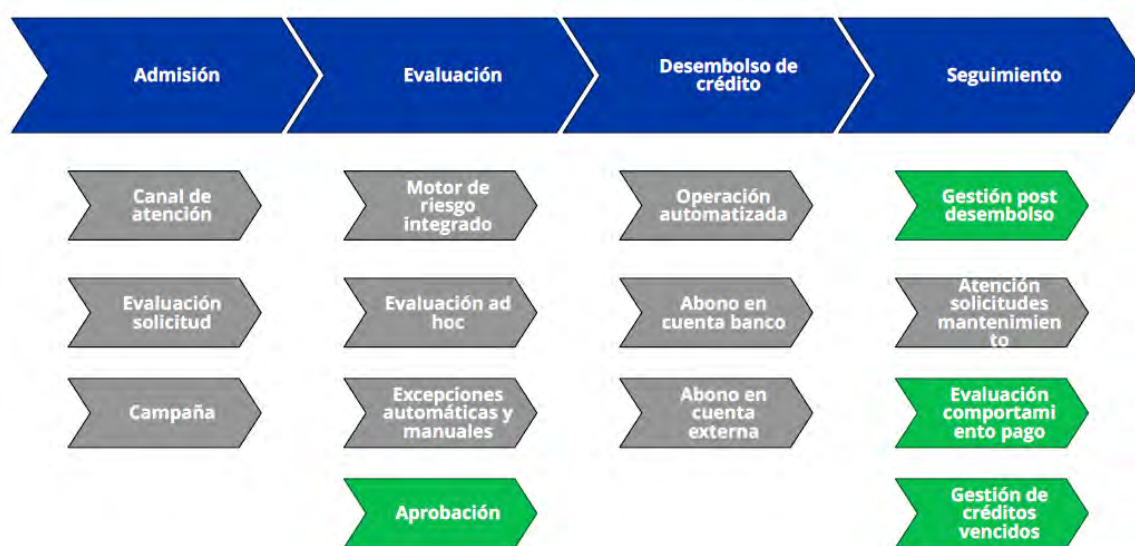 Admisión
Evaluación
Desembolso de
crédito
Seguimiento
Canal de
atención
Motor de
riesgo
integrado
Operación
automatizada
Gestión post
desembolso
Evaluación
solicitud
Evaluación ad
hoc
Abono en
cuenta banco
Atención
solicitudes
mantenimien
to
Campaña
Excepciones
automáticas y
manuales
Abono en
cuenta
externa
Evaluación
comportami
ento pago
Aprobación
Gestión de
créditos
vencidos